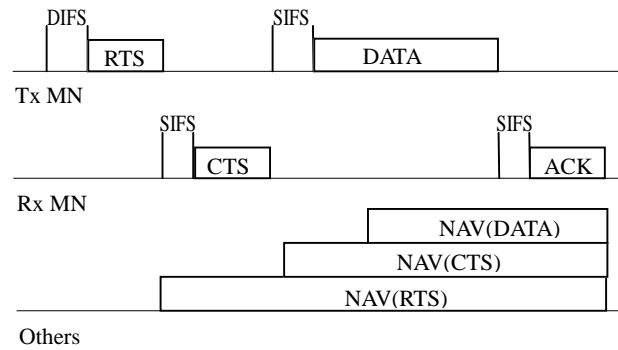 DIFS
SIFS
RTS
DATA
Tx MN
SIFS
SIFS
CTS
ACK
Rx MN
NAV(DATA)
NAV(CTS)
NAV(RTS)
Others